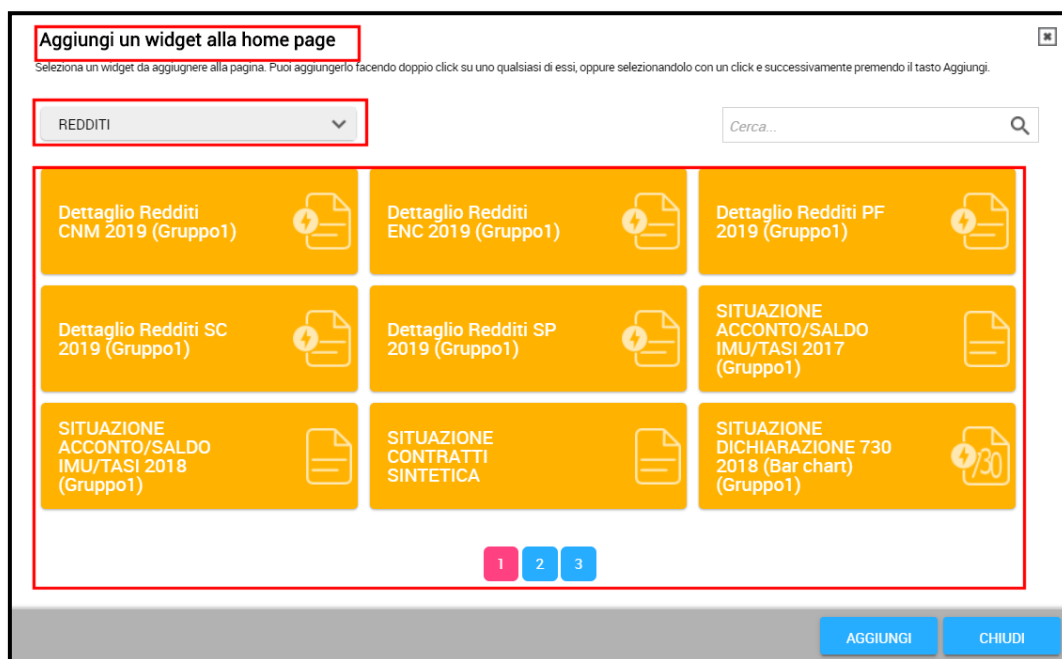 Aggiungi un widget alla home page
Seleziona un widget da aggiugnere alla pagina. Puoi aggiungerlo facendo doppio click su uno qualsiasi di essi, oppure selezionandolo con un click e successivamente premendo il tasto Aggiungi.
REDDITI
Cerca...
Dettaglio Redditi
CNM 2019 (Gruppo1)
Dettaglio Redditi
ENC 2019 (Gruppo1)
Dettaglio Redditi PF
2019 (Gruppo1)
Dettaglio Redditi SC
2019 (Gruppo1)
Dettaglio Redditi SP
2019 (Gruppo1)
SITUAZIONE
ACCONTO/SALDO
IMU/TASI 2017
(Gruppo1)
SITUAZIONE
ACCONTO/SALDO
IMU/TASI 2018
(Gruppo1)
SITUAZIONE
CONTRATTI
SINTETICA
SITUAZIONE
DICHIARAZIONE 730
2018 (Bar chart)
(Gruppo1)
730
1 2 3
AGGIUNGI CHIUDI